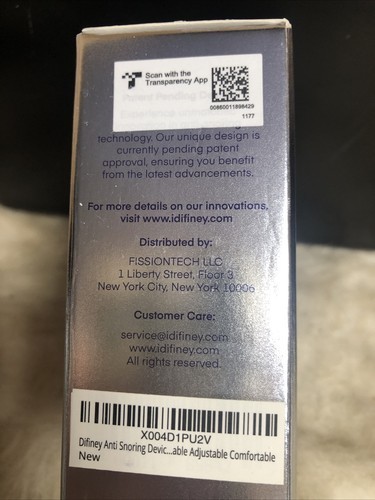 Scan with the
Transparency App
00860011898429
1177
technology. Our unique design is
currently pending patent
approval, ensuring you benefit
from the latest advancements.
For more details on our innovations,
visit www.idifiney.com
Distributed by:
FISSIONTECH LLC
1 Liberty Street, Floor 3
New York City, New York 10006
Customer Care:
service@idifiney.com
www.idifiney.com
All rights reserved.
X004D1PU2V
Difiney Anti Snoring Devic...able Adjustable Comfortable
New